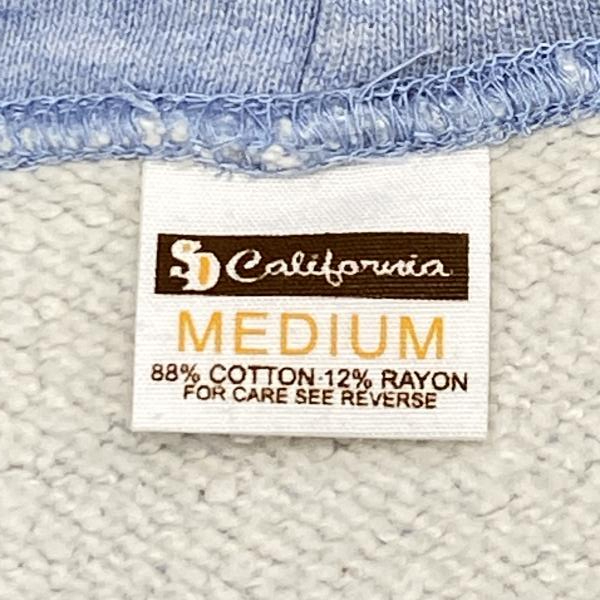 SD California
MEDIUM
88% COTTON 12% RAYON
FOR CARE SEE REVERSE